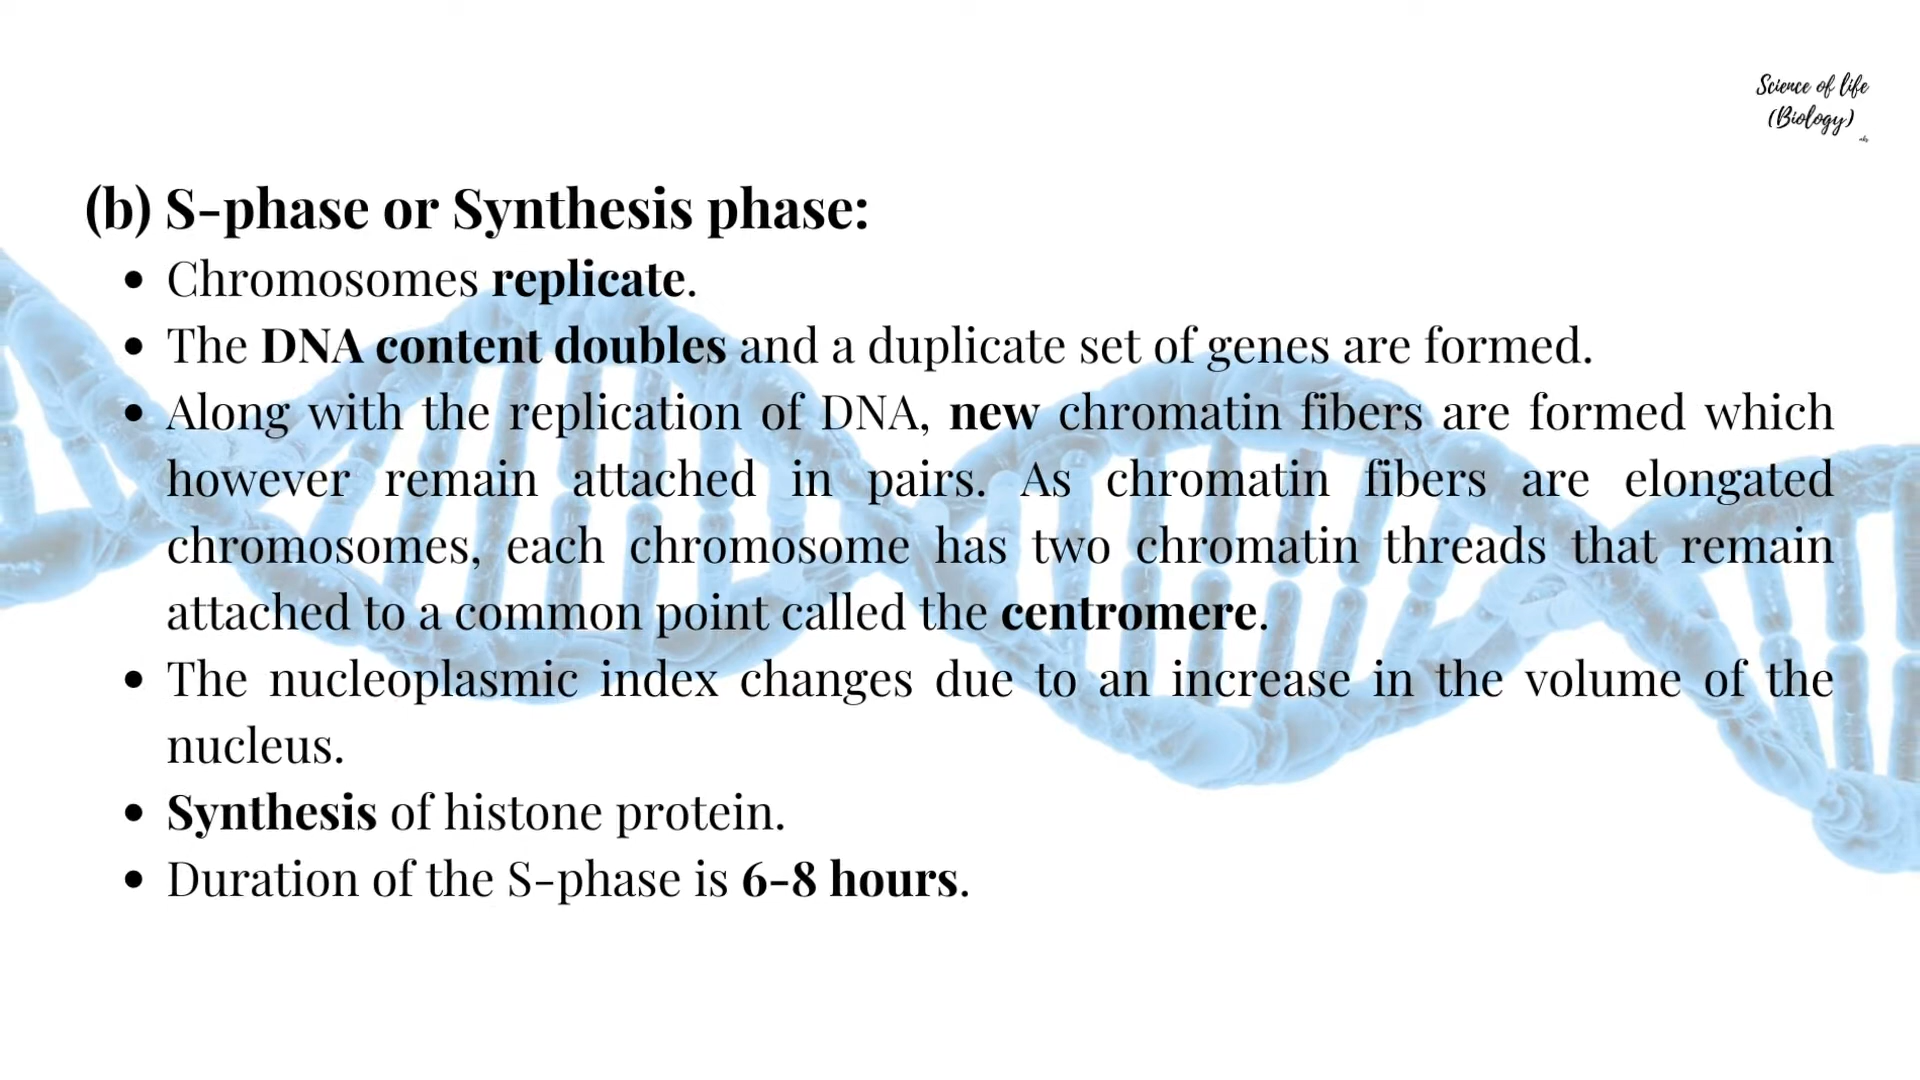 Science of life
(Biology)
(b) S-phase or Synthesis phase:
• Chromosomes replicate.
• The DNA content doubles and a duplicate set of genes are formed.
• Along with the replication of DNA, new chromatin fibers are formed which
however remain attached in pairs. As chromatin fibers are elongated
chromosomes, each chromosome has two chromatin threads that remain
attached to a common point called the centromere.
• The nucleoplasmic index changes due to an increase in the volume of the
nucleus.
• Synthesis of histone protein.
• Duration of the S-phase is 6-8 hours.